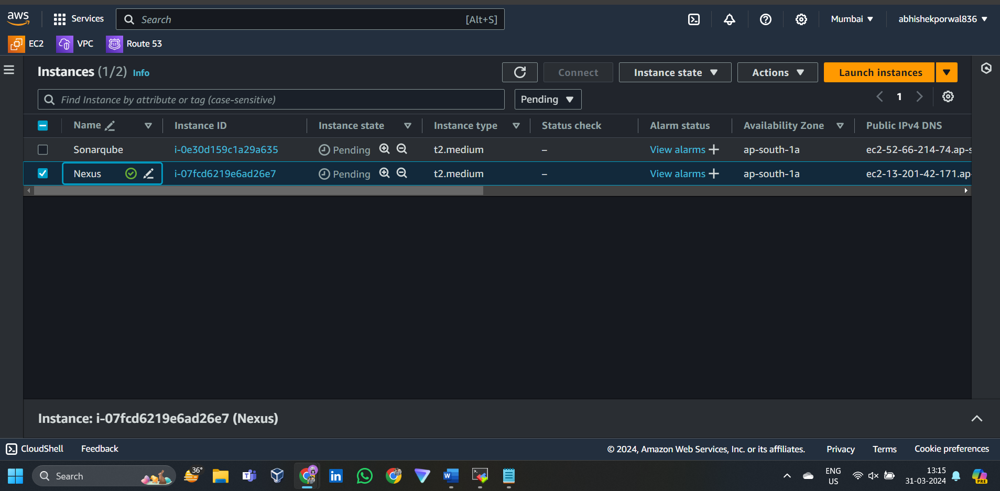 aws
Services
Search
[Alt+S]
Mumbai
abhishekporwal836
EC2
VPC
53
Route 53
Instances (1/2) Info
Connect
Instance state
Actions
Launch instances
Find Instance by attribute or tag (case-sensitive)
Pending
1
Name
Instance ID
Instance state
Instance type
Status check
Alarm status
Availability Zone
Public IPv4 DNS
Sonarqube
i-0e30d159c1a29a635
Pending
t2.medium
–
View alarms +
ap-south-1a
ec2-52-66-214-74.ap-s
Nexus
i-07fcd6219e6ad26e7
Pending
t2.medium
–
View alarms +
ap-south-1a
ec2-13-201-42-171.ap-
Instance: i-07fcd6219e6ad26e7 (Nexus)
CloudShell
Feedback
© 2024, Amazon Web Services, Inc. or its affiliates.
Privacy
Terms
Cookie preferences
Search
36°
in
W
ENG
US
13:15
31-03-2024
PRE